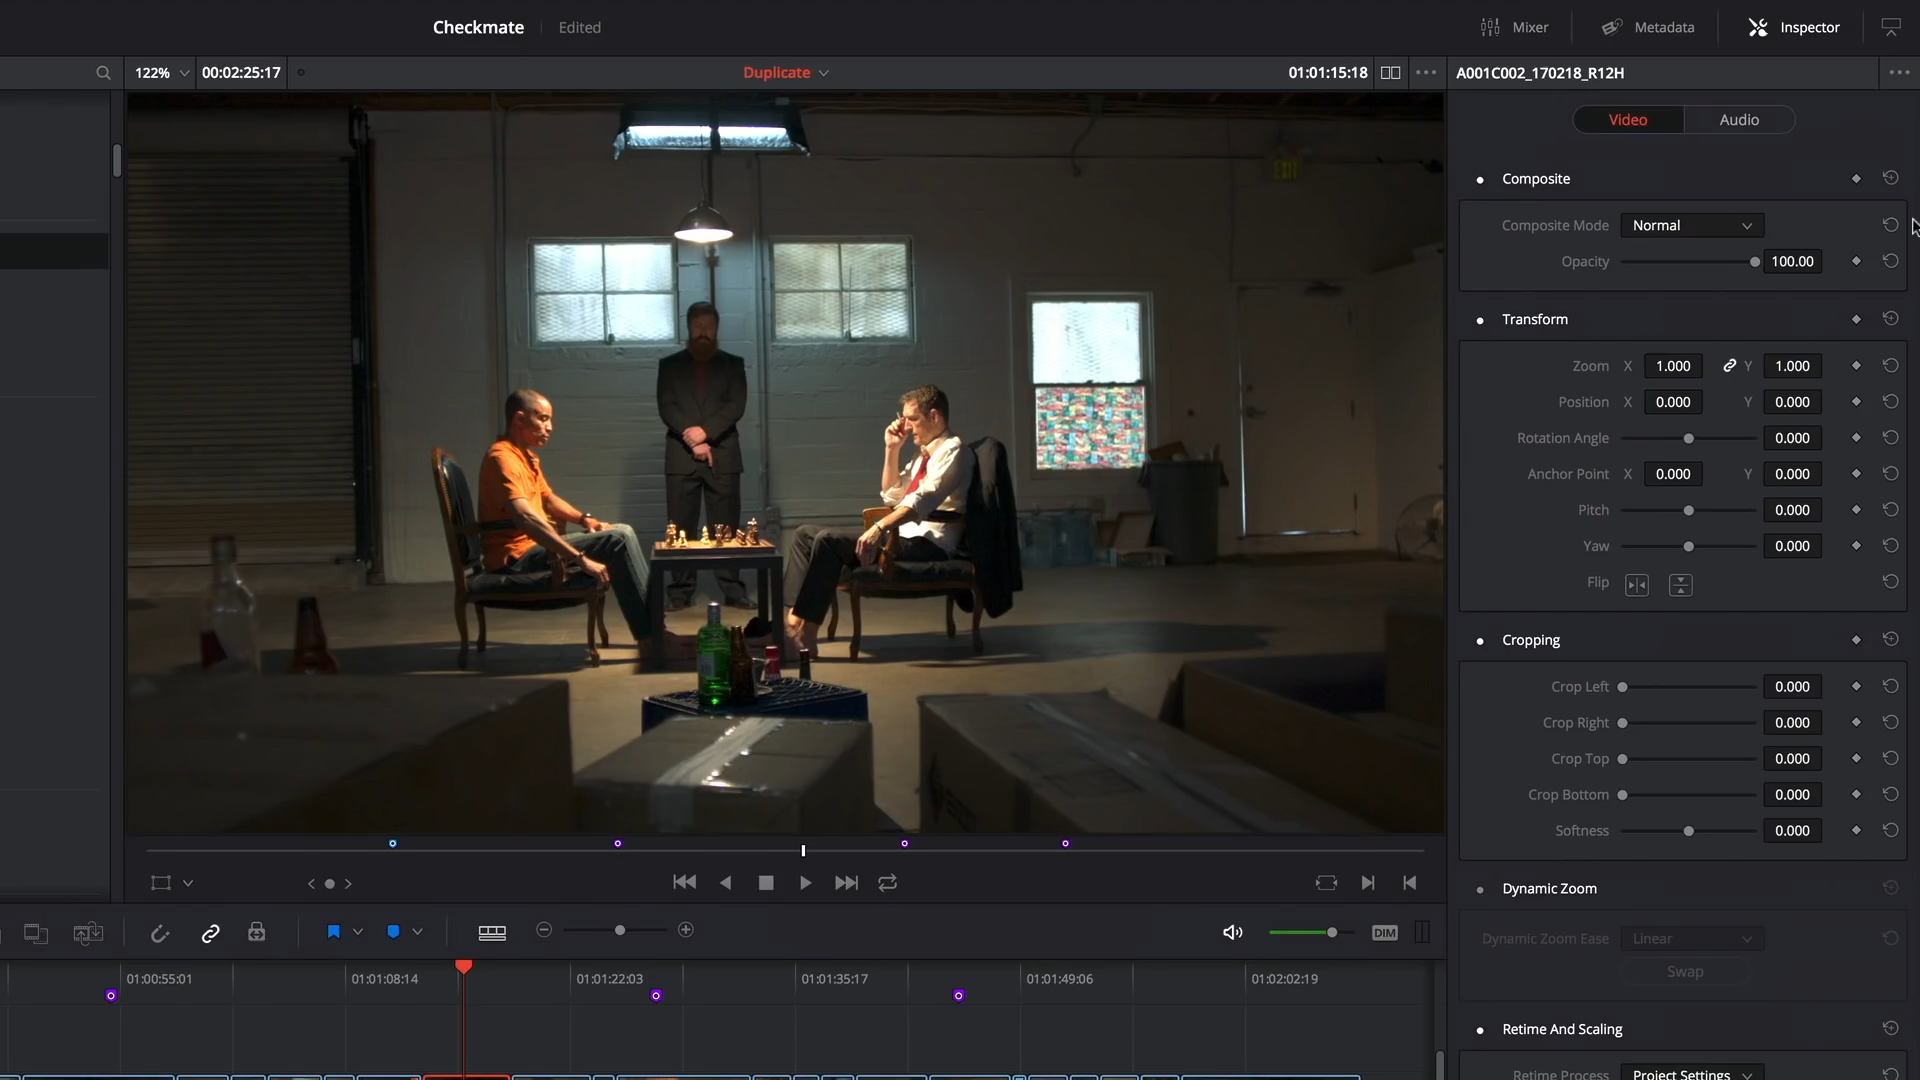 Checkmate Edited Mixer Metadata Inspector
122% 00:02:25:17 Duplicate 01:01:15:18 A001C002_170218_R12H
Video Audio
Composite
Composite Mode Normal
Opacity 100.00
Transform
Zoom X 1.000 Y 1.000
Position X 0.000 Y 0.000
Rotation Angle 0.000
Anchor Point X 0.000 Y 0.000
Pitch 0.000
Yaw 0.000
Flip
Cropping
Crop Left 0.000
Crop Right 0.000
Crop Top 0.000
Crop Bottom 0.000
Softness 0.000
Dynamic Zoom
Dynamic Zoom Ease Linear
Swap
DIM
01:00:55:01 01:01:08:14 01:01:22:03 01:01:35:17 01:01:49:06 01:02:02:19
Retime And Scaling
Retime Process Project Settings